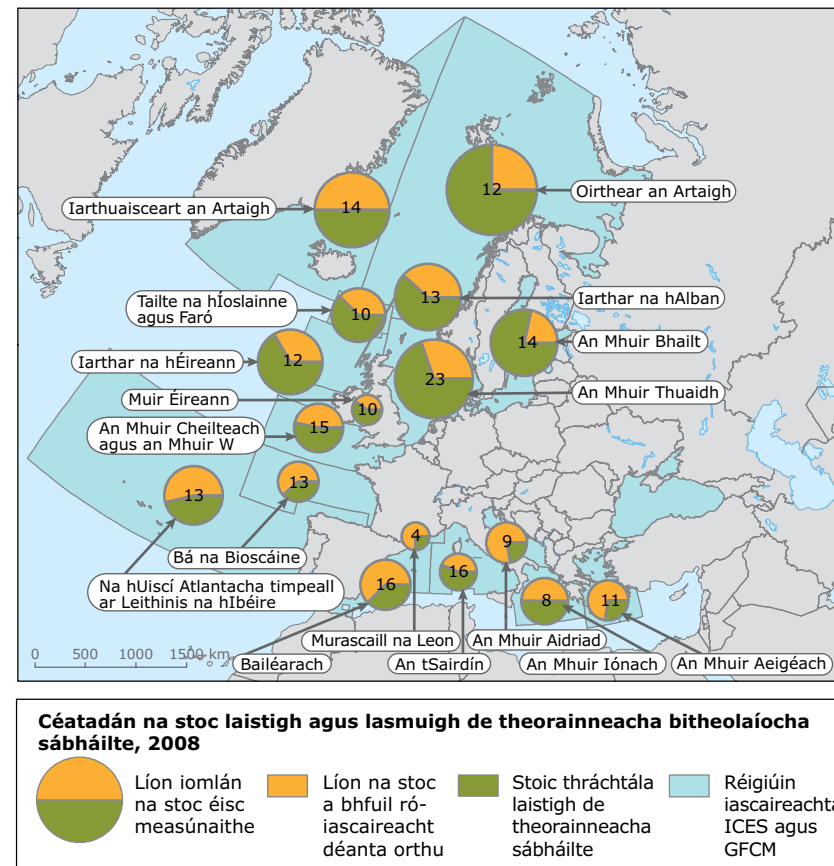 12
Oirthear an Artaigh
Iarthuaisceart an Artaigh
14
Tailte na hÍoslainne
agus Faró
10
13
Iarthar na hAlban
Iarthar na hÉireann
12
14
An Mhuir Bhailt
Muir Éireann
10
23
An Mhuir Thuaidh
An Mhuir Cheilteach
agus an Mhuir W
15
13
13
Bá na Bioscáine
Na hUiscí Atlantacha timpeall
ar Leithinis na hIbéire
4
9
16
16
8
11
Murascaill na Leon
An Mhuir Aidriad
Bailéarach
An tSairdín
An Mhuir Iónach
An Mhuir Aeigéach
0 500 1000 1500 km
Céatadán na stoc laistigh agus lasmuigh de theorainneacha bitheolaíocha
sábháilte, 2008
Líon iomlán
na stoc éisc
measúnaithe
Líon na stoc
a bhfuil ró-
iascaireacht
déanta orthu
Stoic thráchtála
laistigh de
theorainneacha
sábháilte
Réigiúin
iascaireachta
ICES agus
GFCM